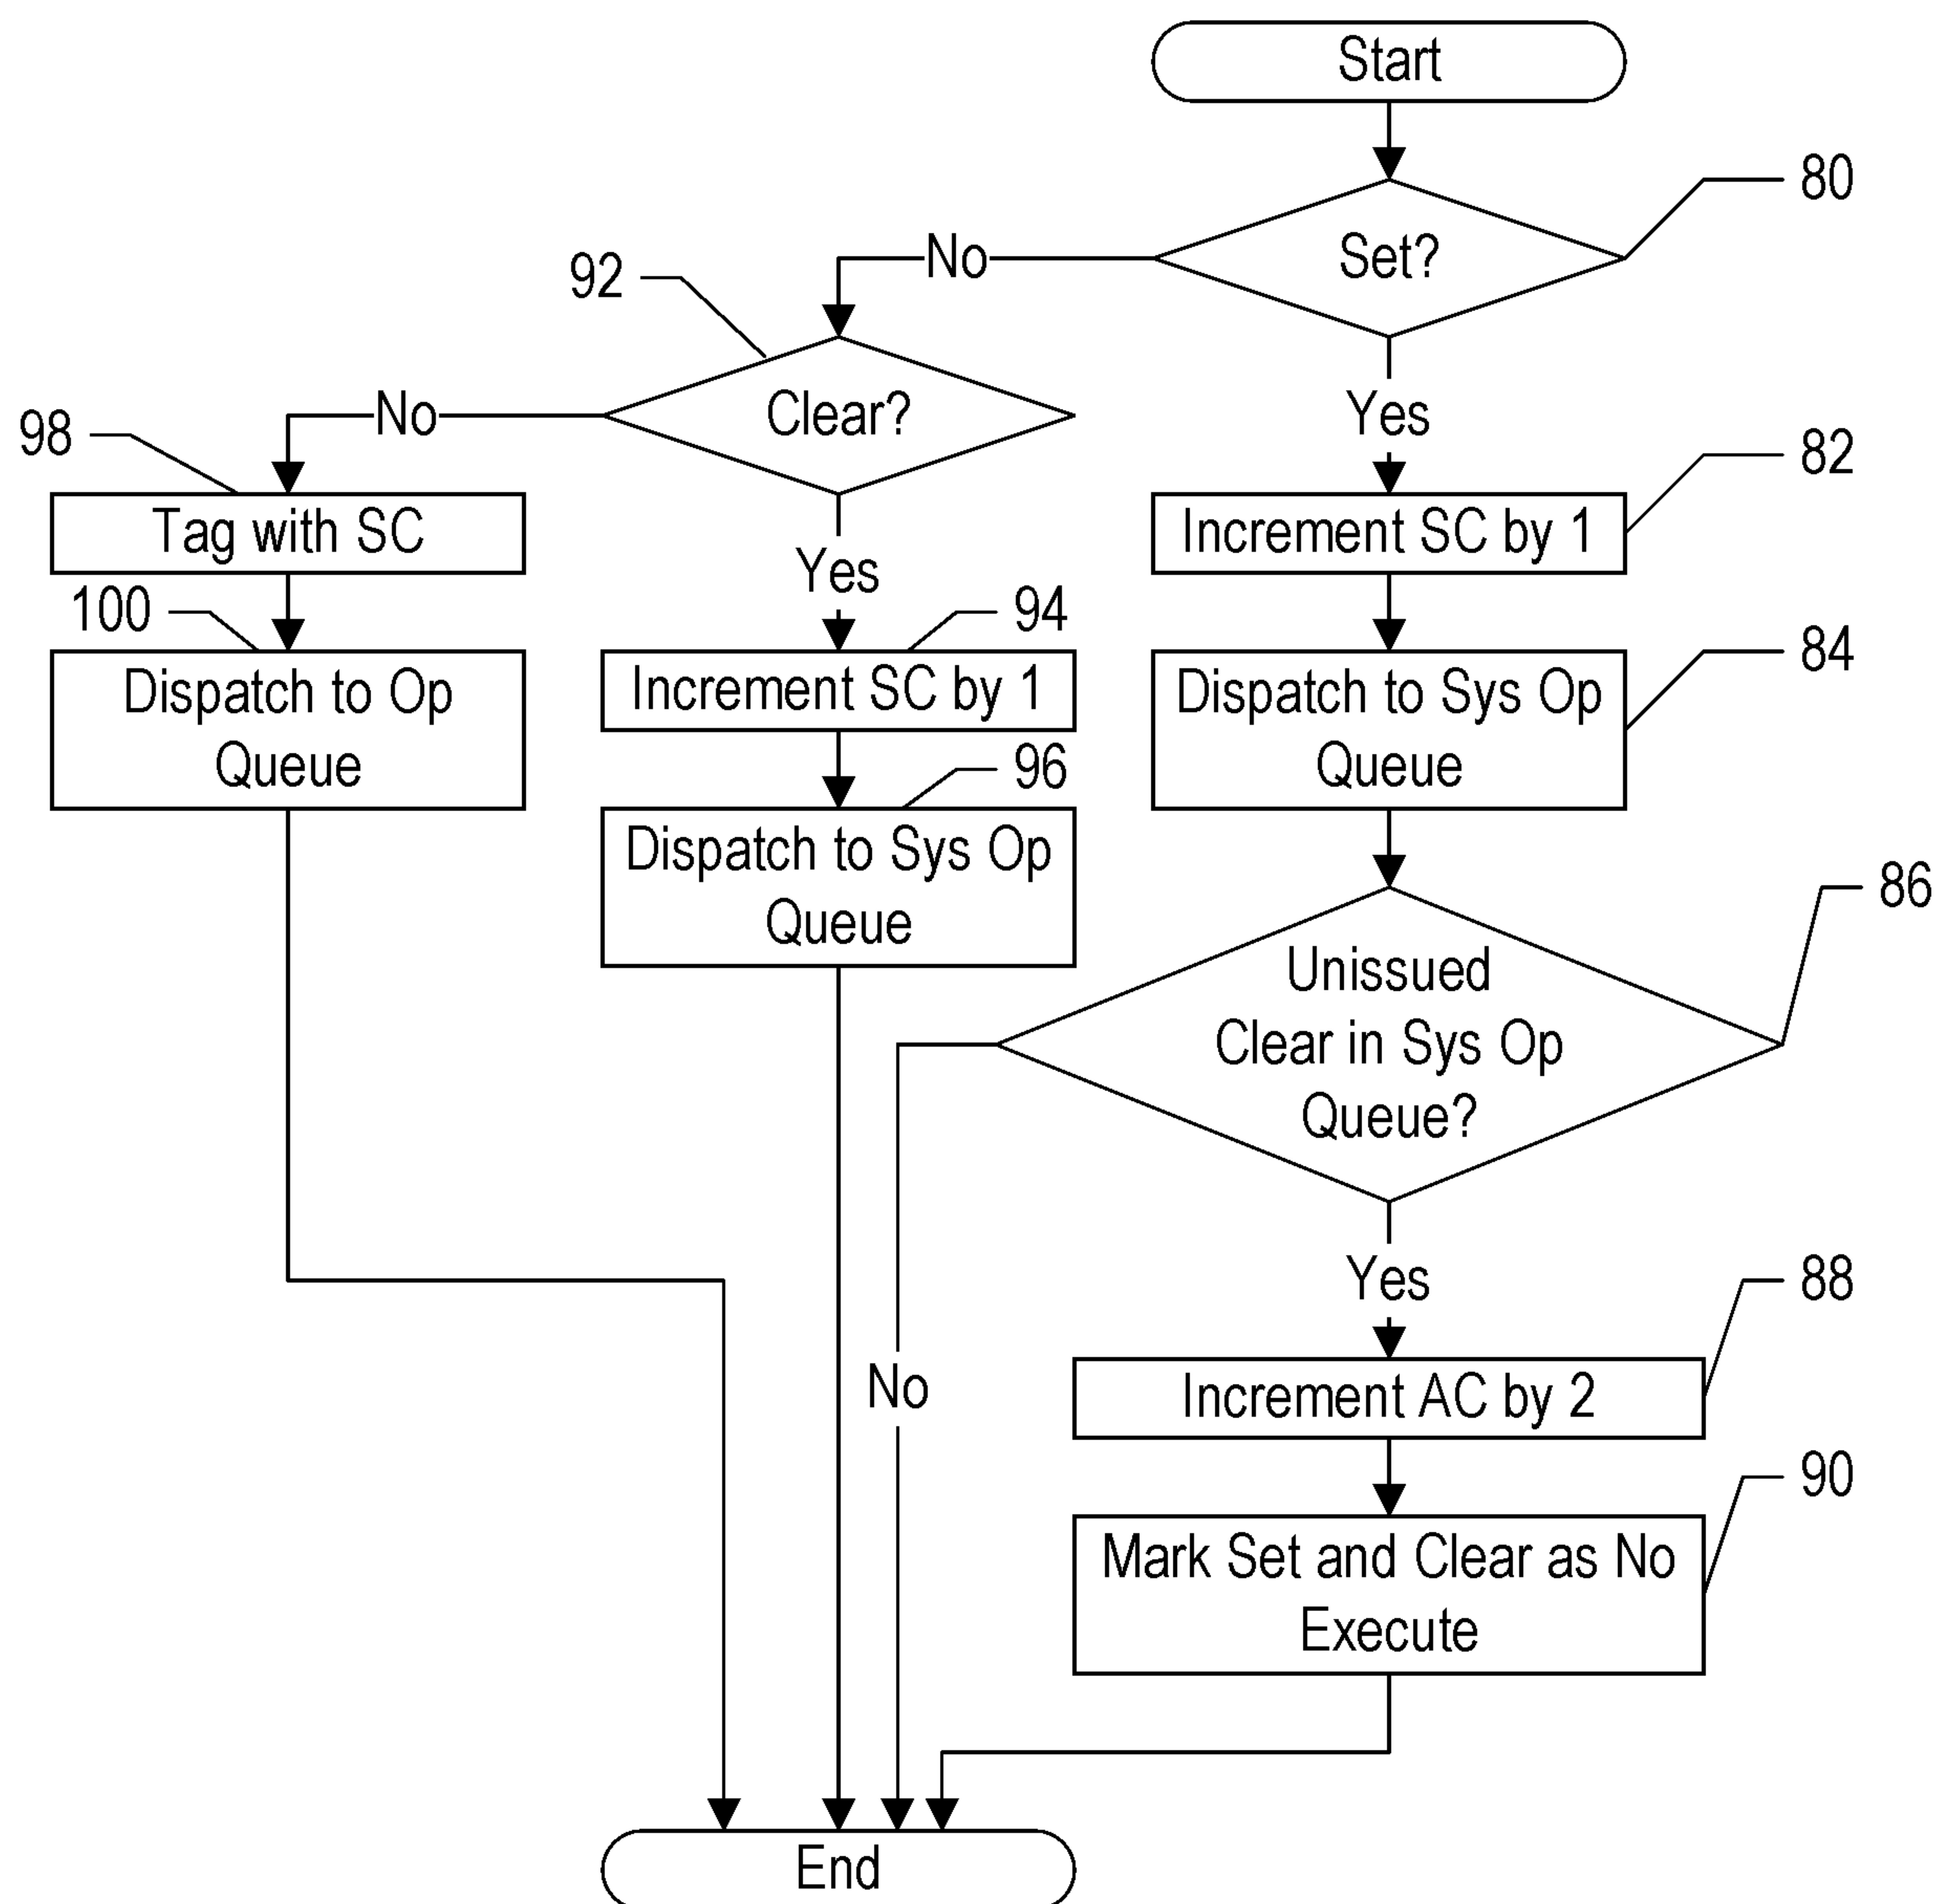 Start
80
Set?
No
92
Clear?
Yes
No
98
82
Tag with SC
Increment SC by 1
Yes
100
94
84
Dispatch to Op
Queue
Increment SC by 1
Dispatch to Sys Op
Queue
96
Dispatch to Sys Op
Queue
86
Unissued
Clear in Sys Op
Queue?
Yes
88
No
Increment AC by 2
90
Mark Set and Clear as No
Execute
End